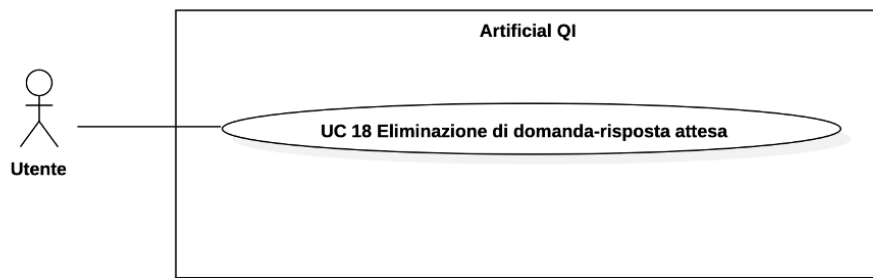 Artificial QI
UC 18 Eliminazione di domanda-risposta attesa
Utente